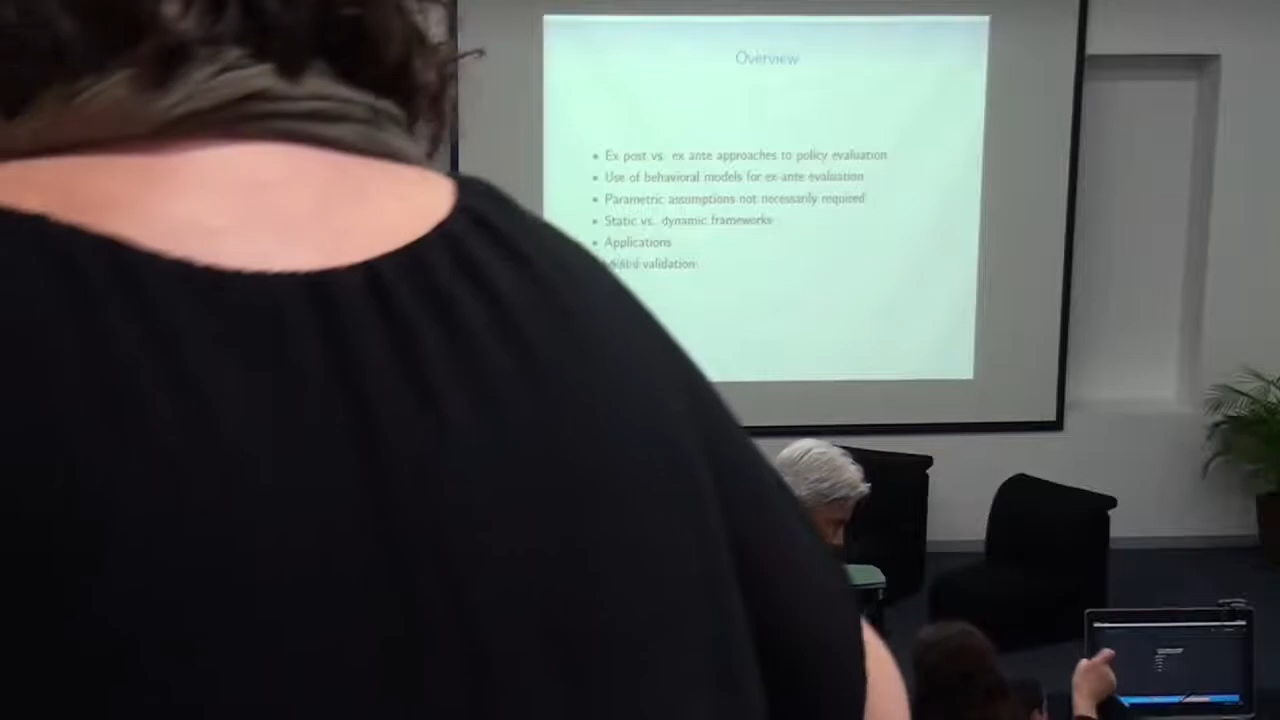 Overview
Ex post vs. ex ante approaches to policy evaluation
Use of behavioral models for ex-ante evaluation
Parametric assumptions not necessarily required
Static vs. dynamic frameworks
Applications
validation